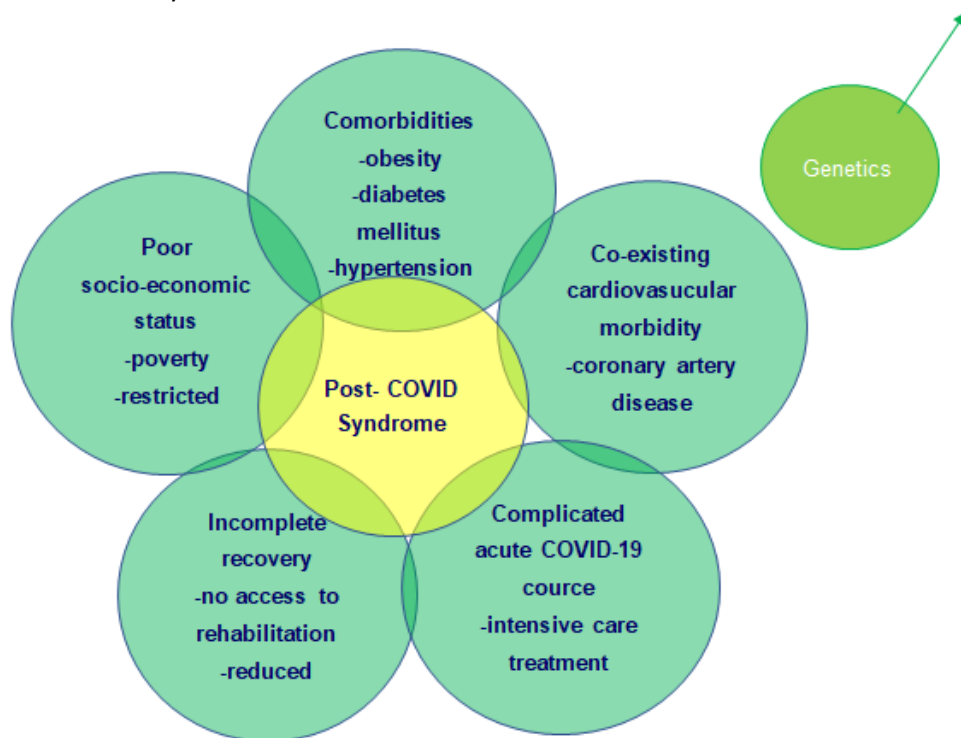 Comorbidities
-obesity
-diabetes
mellitus
-hypertension
Genetics
Poor
socio-economic
status
-poverty
-restricted
Co-existing
cardiovasucular
morbidity
-coronary artery
disease
Post- COVID
Syndrome
Incomplete
recovery
-no access to
rehabilitation
-reduced
Complicated
acute COVID-19
cource
-intensive care
treatment